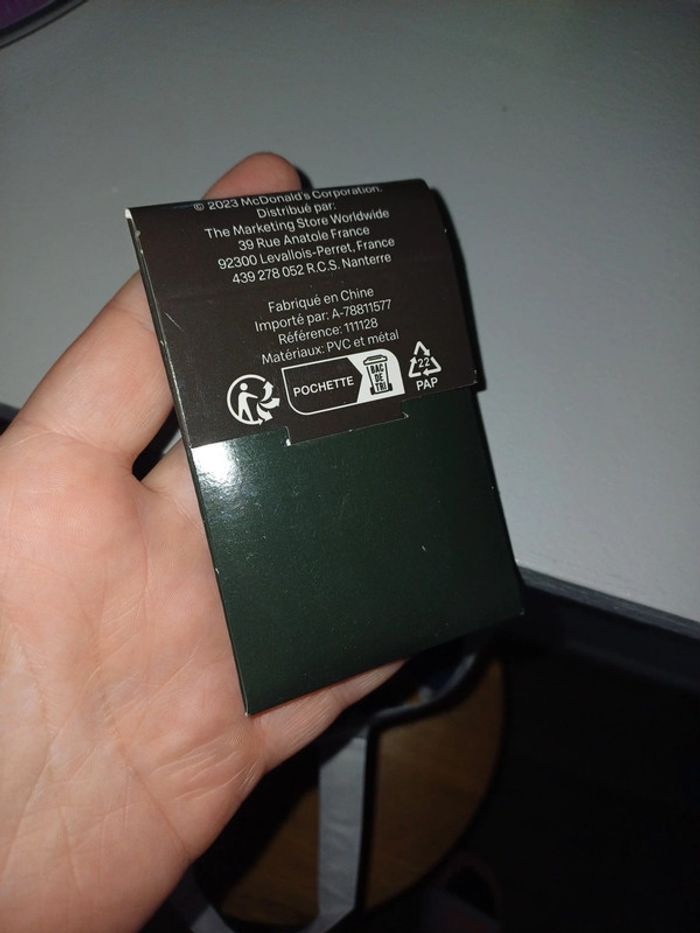 © 2023 McDonald's Corporation.
Distribué par:
The Marketing Store Worldwide
39 Rue Anatole France
92300 Levallois-Perret, France
439 278 052 R.C.S. Nanterre
Fabriqué en Chine
Importé par: A-78811577
Référence: 111128
Matériaux: PVC et métal
POCHETTE
BAC
DE
TRI
22
PAP